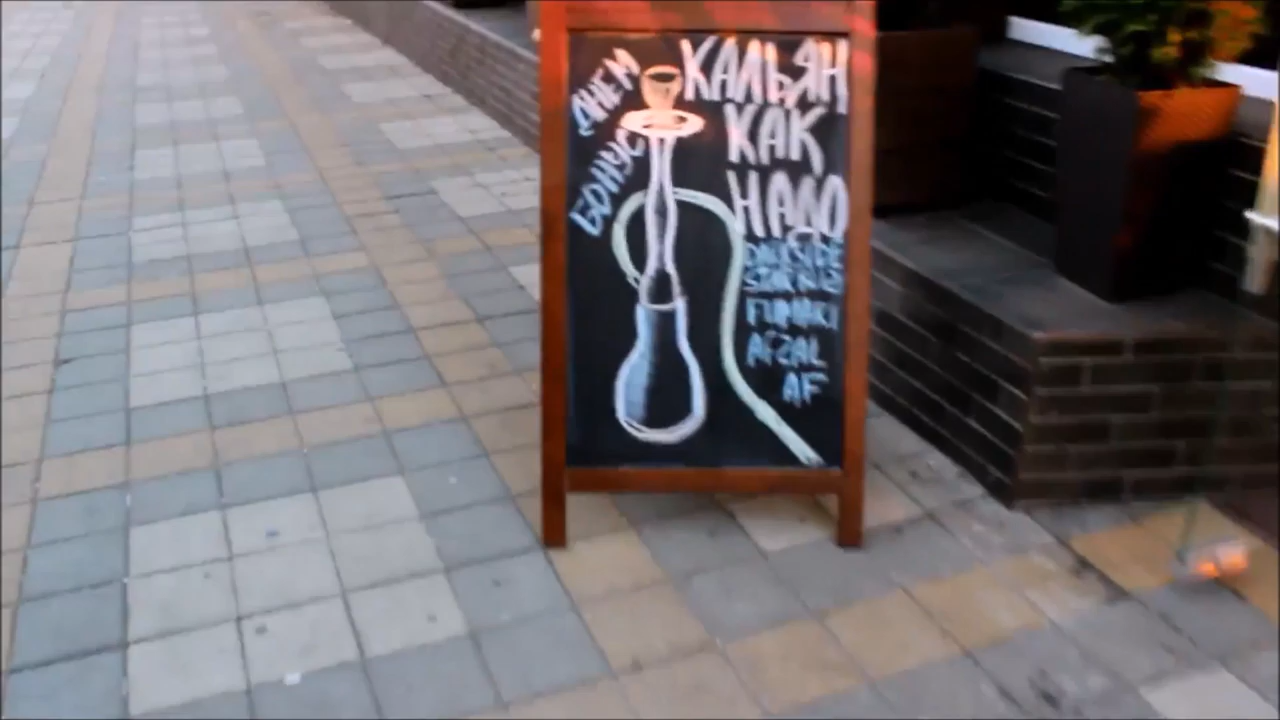 ДНЕМ
БОНУС
КАЛЬЯН
КАК
НАДО
DARKSIDE
FUMARI
AFZAL
AF